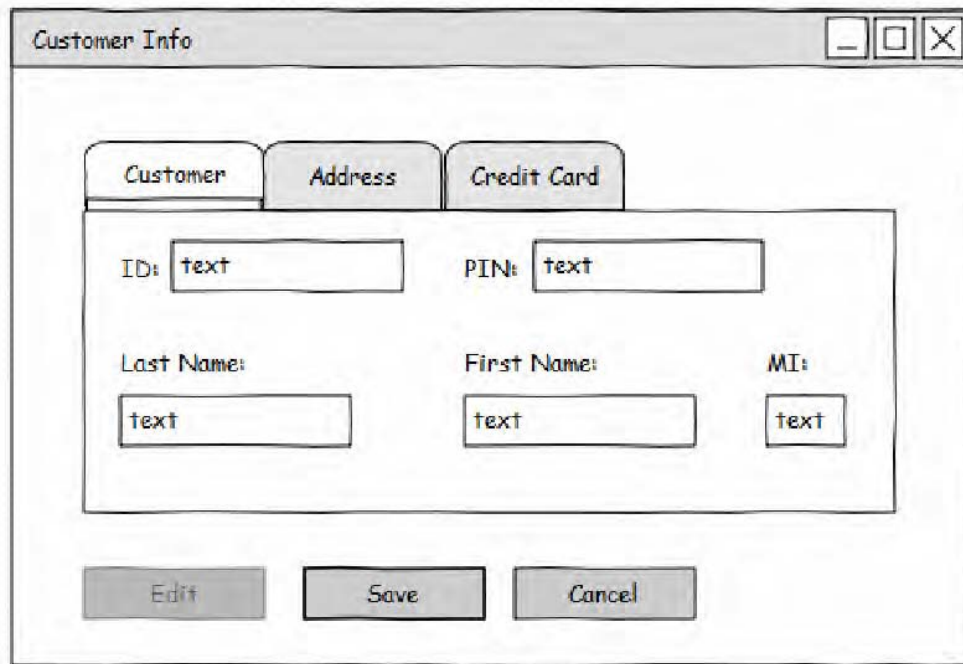 Customer Info
Customer Address Credit Card
ID: text PIN: text
Last Name: First Name: MI:
text text text
Edit Save Cancel